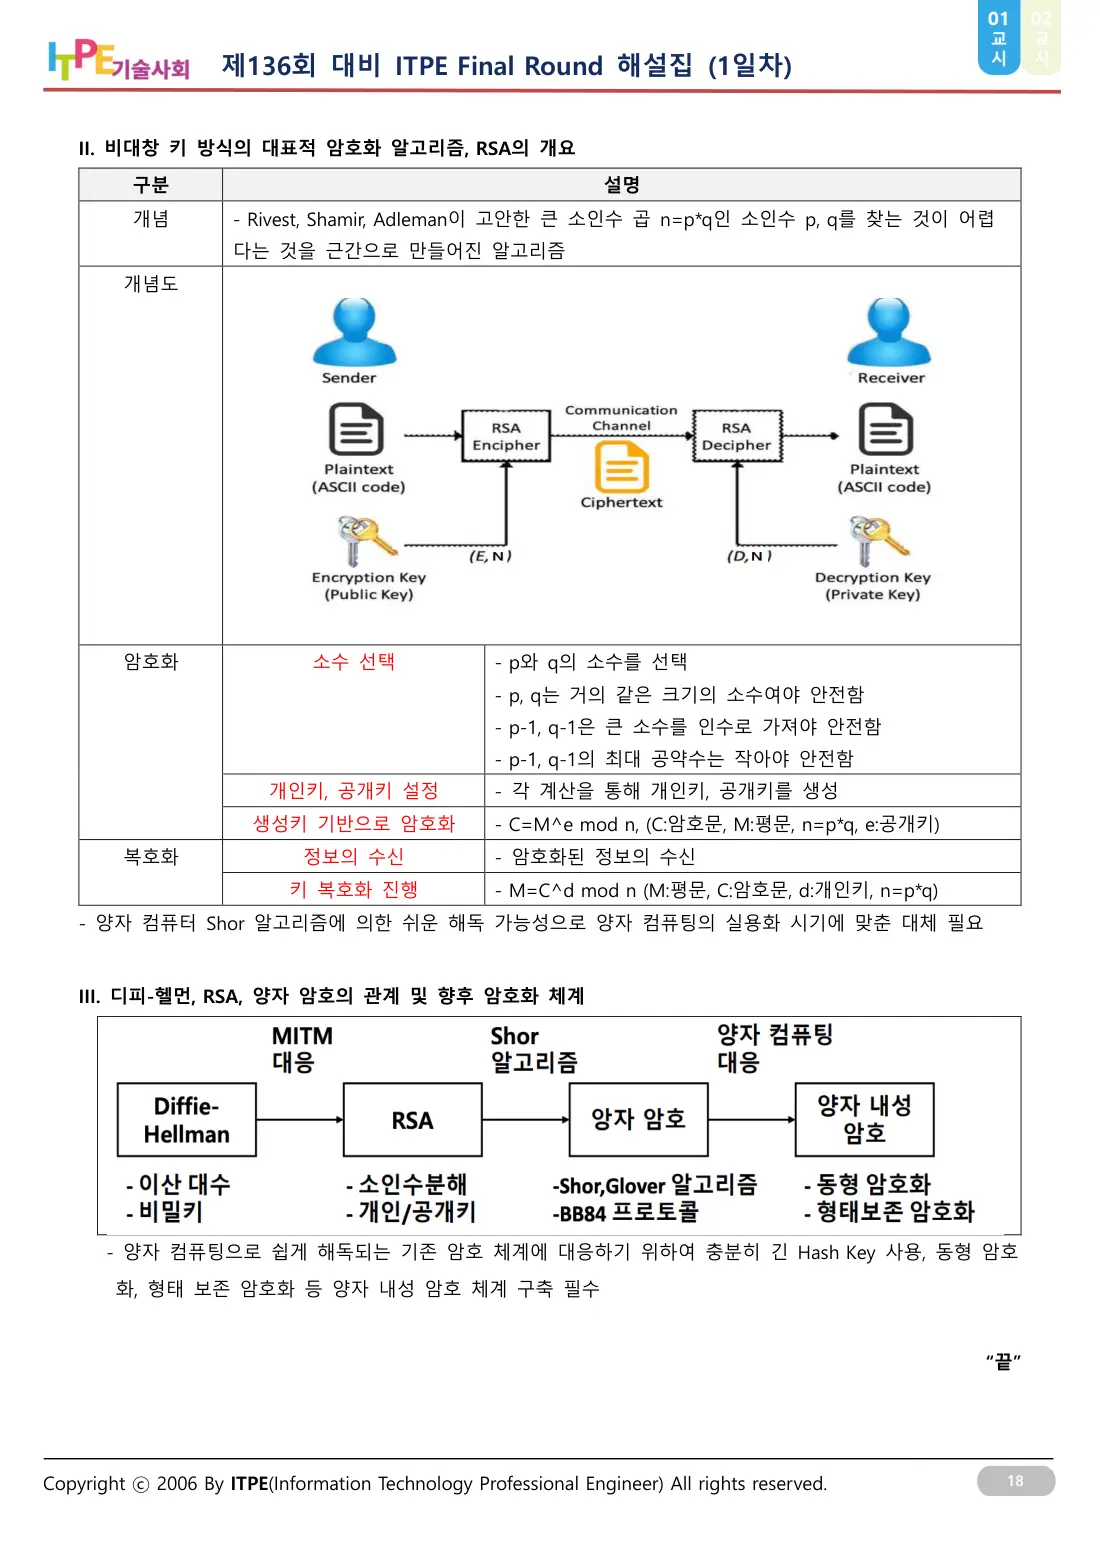 ITPE기술사회 제136회 대비 ITPE Final Round 해설집 (1일차)
01 교시
02 교시
II. 비대창 키 방식의 대표적 암호화 알고리즘, RSA의 개요
구분 설명
개념 - Rivest, Shamir, Adleman이 고안한 큰 소인수 곱 n=p*q인 소인수 p, q를 찾는 것이 어렵
다는 것을 근간으로 만들어진 알고리즘
개념도
Sender Receiver
Communication
Channel
RSA
Encipher
RSA
Decipher
Plaintext
(ASCII code)
Ciphertext
Plaintext
(ASCII code)
(E, N) (D, N)
Encryption Key
(Public Key)
Decryption Key
(Private Key)
암호화 소수 선택 - p와 q의 소수를 선택
- p, q는 거의 같은 크기의 소수여야 안전함
- p-1, q-1은 큰 소수를 인수로 가져야 안전함
- p-1, q-1의 최대 공약수는 작아야 안전함
개인키, 공개키 설정 - 각 계산을 통해 개인키, 공개키를 생성
생성키 기반으로 암호화 - C=M^e mod n, (C:암호문, M:평문, n=p*q, e:공개키)
복호화 정보의 수신 - 암호화된 정보의 수신
키 복호화 진행 - M=C^d mod n (M:평문, C:암호문, d:개인키, n=p*q)
- 양자 컴퓨터 Shor 알고리즘에 의한 쉬운 해독 가능성으로 양자 컴퓨팅의 실용화 시기에 맞춘 대체 필요
III. 디피-헬먼, RSA, 양자 암호의 관계 및 향후 암호화 체계
MITM
대응
Shor
알고리즘
양자 컴퓨팅
대응
Diffie-
Hellman
RSA
앙자 암호
양자 내성
암호
- 이산 대수
- 비밀키
- 소인수분해
- 개인/공개키
-Shor,Glover 알고리즘
-BB84 프로토콜
- 동형 암호화
- 형태보존 암호화
- 양자 컴퓨팅으로 쉽게 해독되는 기존 암호 체계에 대응하기 위하여 충분히 긴 Hash Key 사용, 동형 암호
화, 형태 보존 암호화 등 양자 내성 암호 체계 구축 필수
“끝”
Copyright ⓒ 2006 By ITPE(Information Technology Professional Engineer) All rights reserved.
18